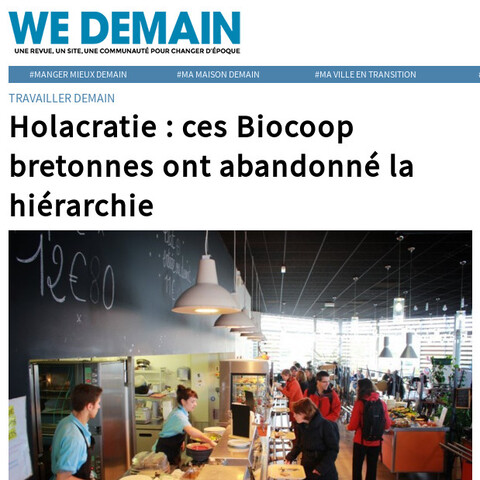 WE DEMAIN
UNE REVUE, UN SITE, UNE COMMUNAUTÉ POUR CHANGER D'ÉPOQUE
#MANGER MIEUX DEMAIN #MA MAISON DEMAIN #MA VILLE EN TRANSITION
TRAVAILLER DEMAIN
Holacratie : ces Biocoop
bretonnes ont abandonné la
hiérarchie
12€80